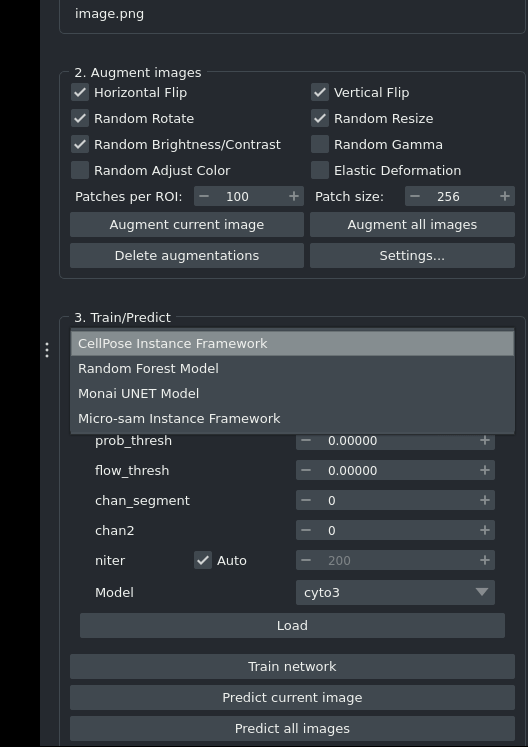 image.png
2. Augment images
Horizontal Flip Vertical Flip
Random Rotate Random Resize
Random Brightness/Contrast Random Gamma
Random Adjust Color Elastic Deformation
Patches per ROI: − 100 + Patch size: − 256 +
Augment current image Augment all images
Delete augmentations Settings...
3. Train/Predict
CellPose Instance Framework
Random Forest Model
Monai UNET Model
Micro-sam Instance Framework
prob_thresh − 0.00000 +
flow_thresh − 0.00000 +
chan_segment − 0 +
chan2 − 0 +
niter Auto − 200 +
Model cyto3
Load
Train network
Predict current image
Predict all images